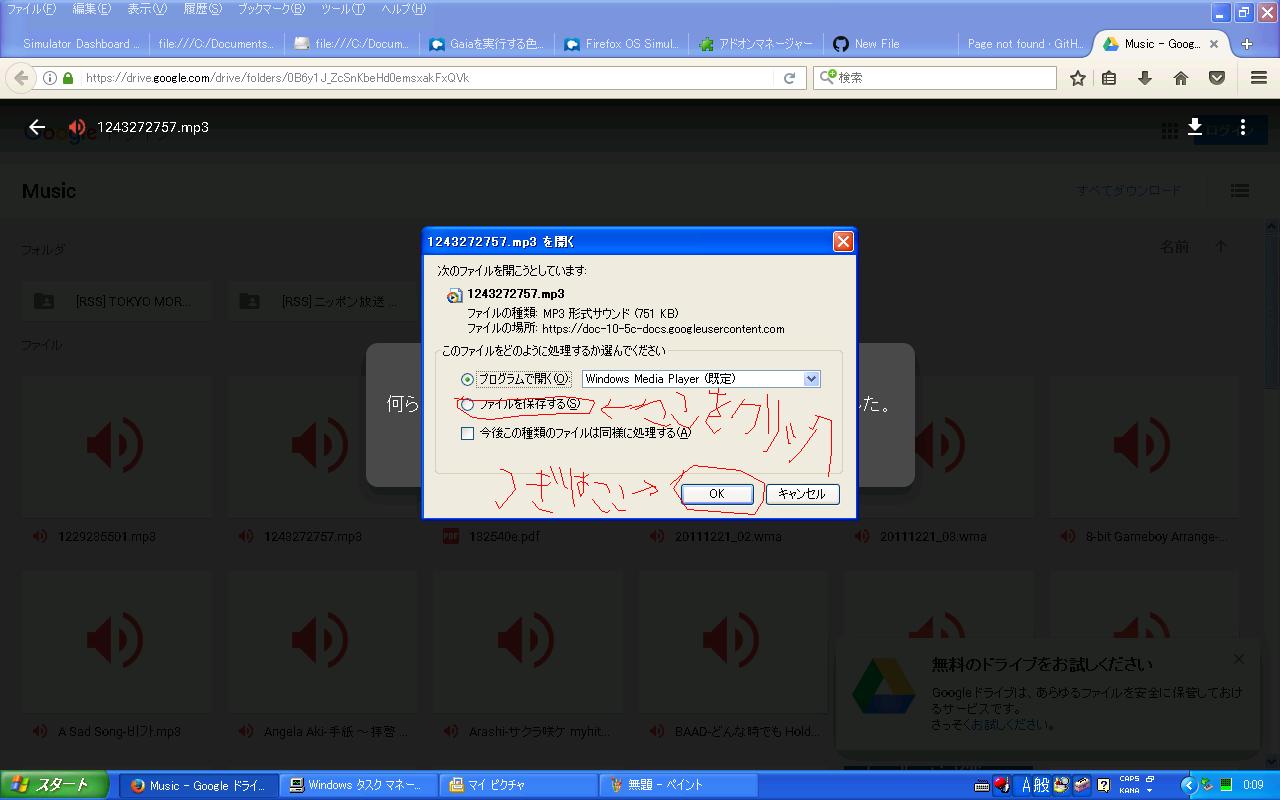 ファイル(F) 編集(E) 表示(V) 履歴(S) ブックマーク(B) ツール(T) ヘルプ(H)
Simulator Dashboard ... file:///C:/Documents... file:///C:/Docum... Gaiaを実行する色... Firefox OS Simul... アドオンマネージャー New File Page not found · GitH... Music - Goog...
https://drive.google.com/drive/folders/0B6y1J_ZcSnKbeHd0emsxakFxQVk 検索
1243272757.mp3 ログイン
Music すべてダウンロード
フォルダ 名前
[RSS] TOKYO MOR... [RSS] ニッポン放送 ...
ファイル
何ら
た。
1243272757.mp3 を開く
次のファイルを開こうとしています:
1243272757.mp3
ファイルの種類: MP3 形式サウンド (751 KB)
ファイルの場所: https://doc-10-5c-docs.googleusercontent.com
このファイルをどのように処理するか選んでください
プログラムで開く(O): Windows Media Player (既定)
ファイルを保存する(S) ←ここをクリック
今後この種類のファイルは同様に処理する(A)
つぎはここ→ OK キャンセル
1229285501.mp3 1243272757.mp3 132540e.pdf 20111221_02.wma 20111221_03.wma 8-bit Gameboy Arrange-...
A Sad Song-비가.mp3 Angela Aki-手紙 ～拝啓 ... Arashi-サクラ咲ケ myhit... BAAD-どんな時でも Hold...
無料のドライブをお試しください
Googleドライブは、あらゆるファイルを安全に保管しておけるサービスです。
さっそくお試しください。
スタート Music - Google ドライ... Windows タスク マネー... マイ ピクチャ 無題 - ペイント A 般 CAPS KANA 0:09